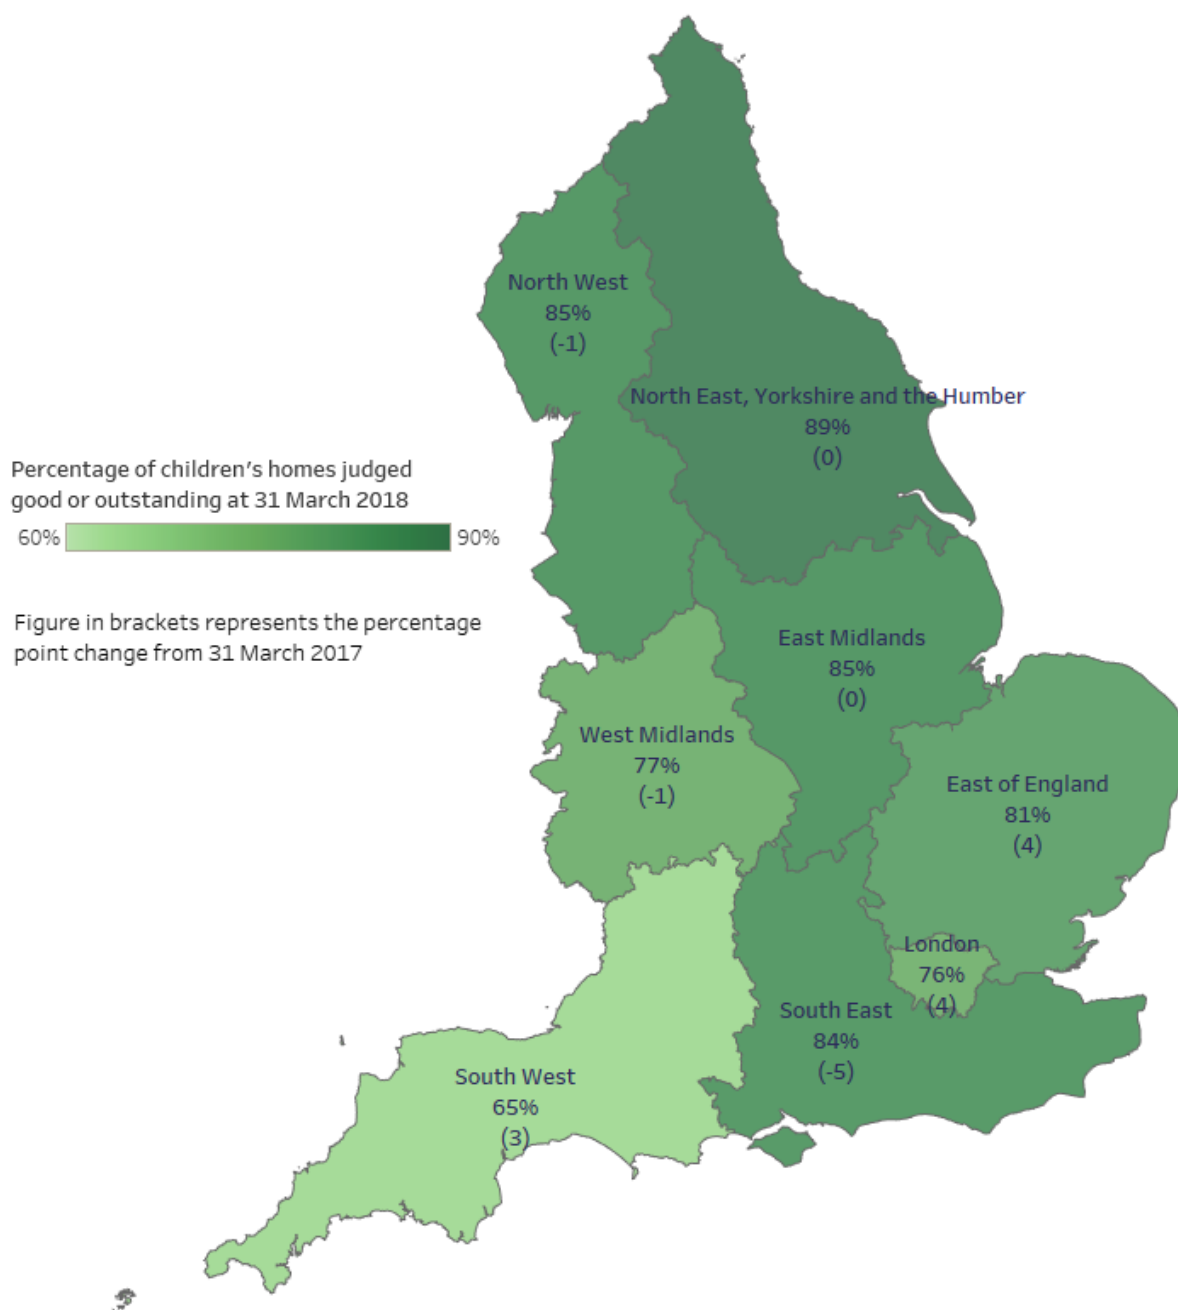 North West
85%
(-1)
North East, Yorkshire and the Humber
89%
(0)
Percentage of children's homes judged
good or outstanding at 31 March 2018
60%
90%
Figure in brackets represents the percentage
point change from 31 March 2017
East Midlands
85%
(0)
West Midlands
77%
(-1)
East of England
81%
(4)
London
76%
(4)
South East
84%
(-5)
South West
65%
(3)